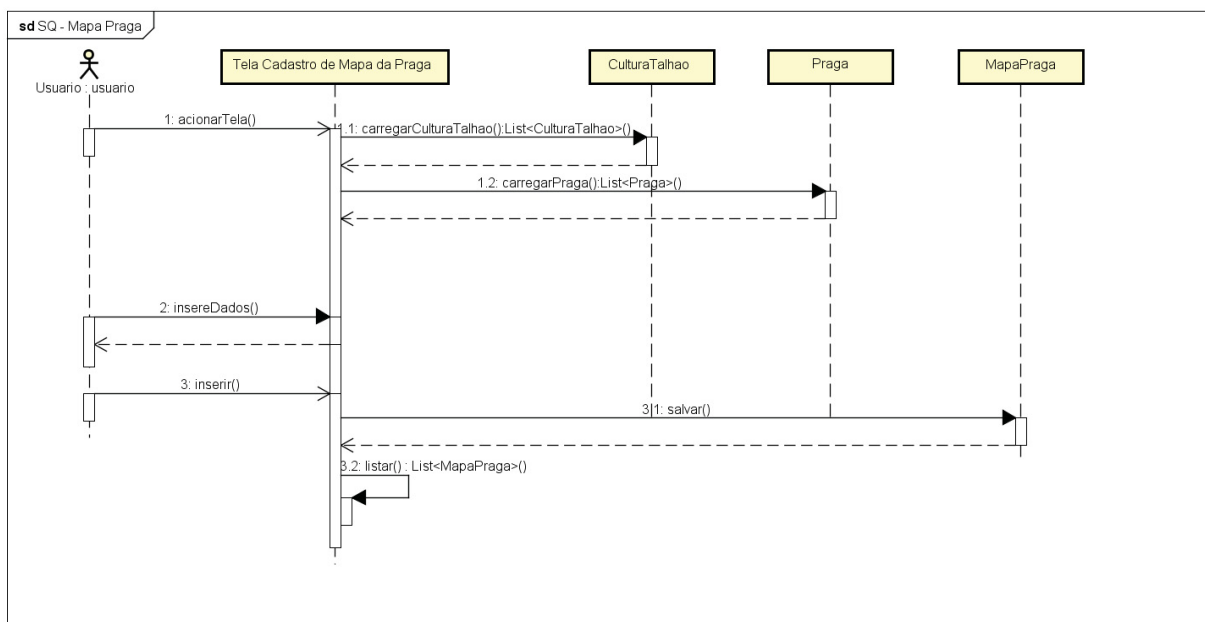 sd SQ - Mapa Praga
Usuario : usuario
Tela Cadastro de Mapa da Praga
CulturaTalhao
Praga
MapaPraga
1: acionarTela()
1.1: carregarCulturaTalhao():List<CulturaTalhao>()
1.2: carregarPraga():List<Praga>()
2: insereDados()
3: inserir()
3.1: salvar()
3.2: listar() : List<MapaPraga>()